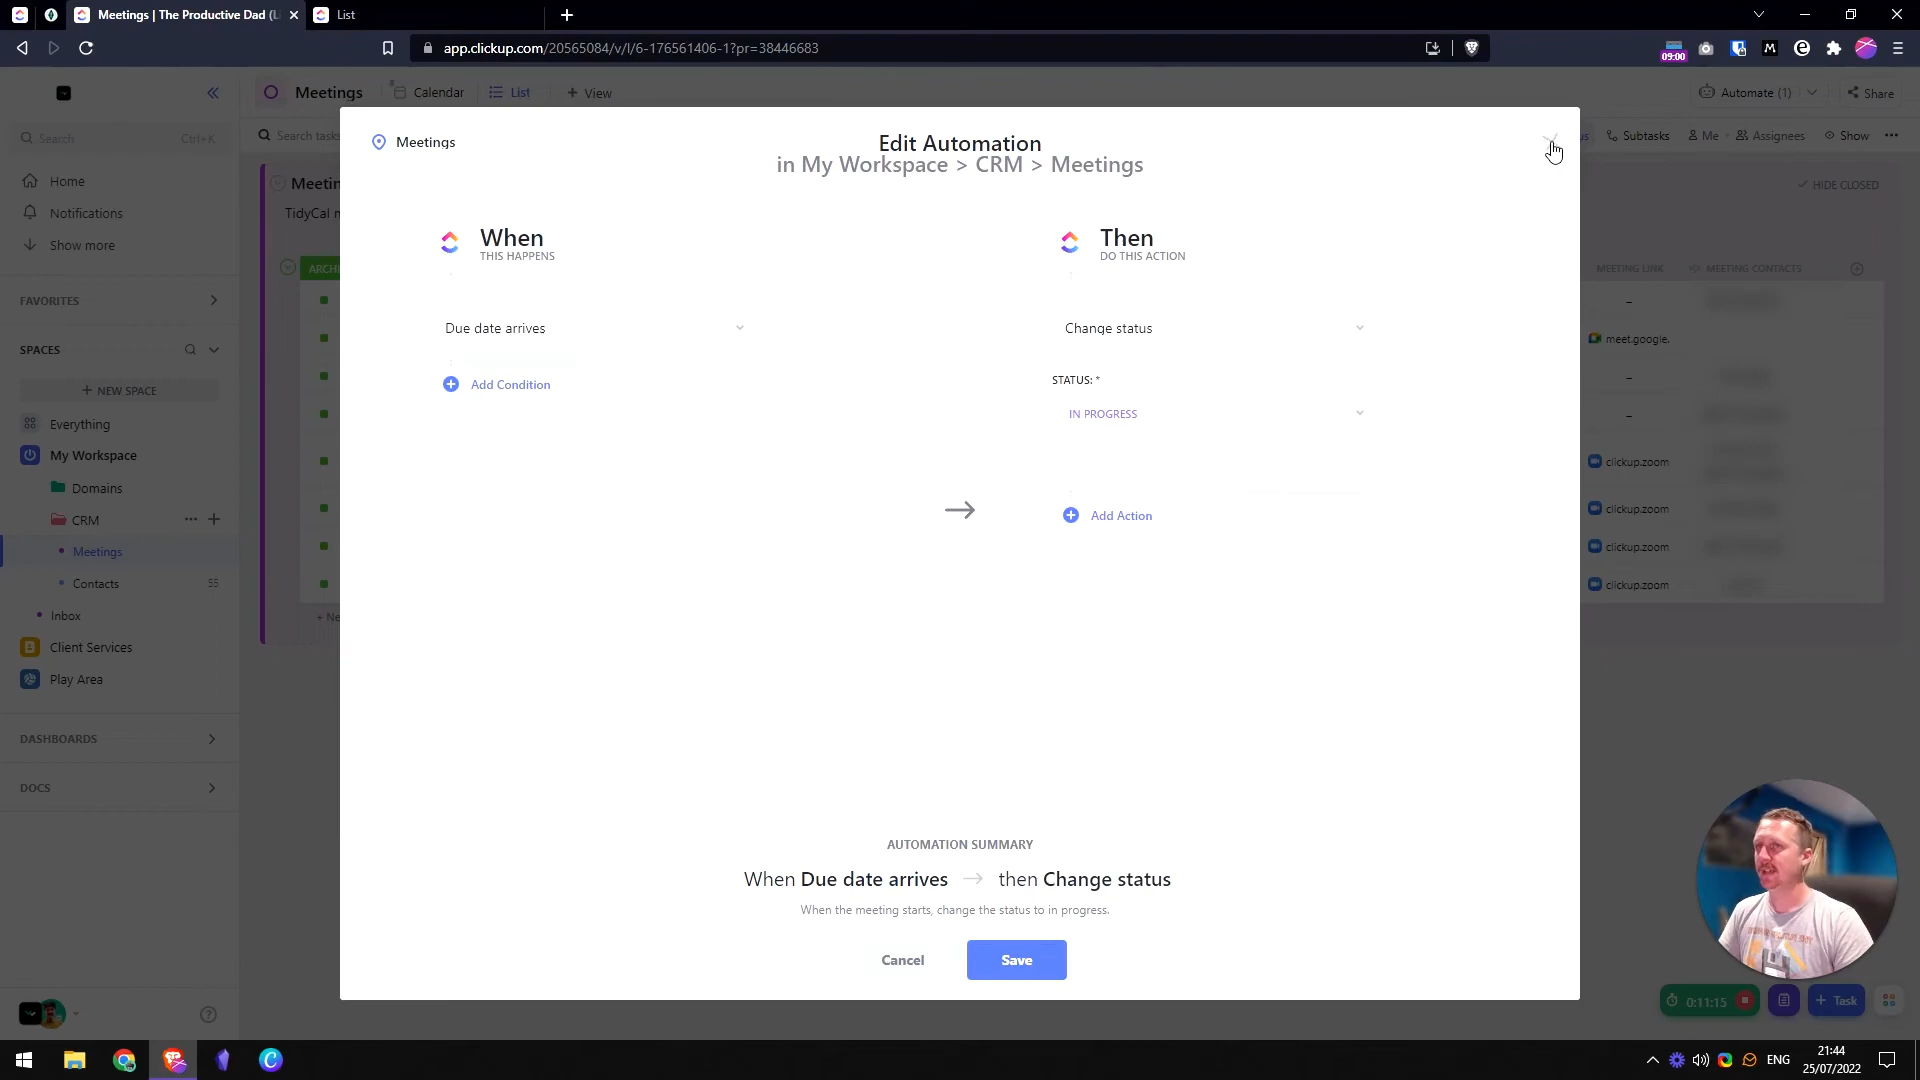 Meetings | The Productive Dad (L
List
app.clickup.com/20565084/v/l/6-176561406-1?pr=38446683
09:00
Meetings
Calendar
List
+ View
Automate (1)
Share
Search
Ctrl+K
Search tasks
Subtasks
Me
Assignees
Show
Home
Notifications
Show more
FAVORITES
SPACES
+ NEW SPACE
Everything
My Workspace
Domains
CRM
Meetings
Contacts
55
Inbox
Client Services
Play Area
DASHBOARDS
DOCS
HIDE CLOSED
MEETING LINK
MEETING CONTACTS
–
meet.google.
–
–
clickup.zoom
clickup.zoom
clickup.zoom
clickup.zoom
Meetings
Edit Automation
in My Workspace > CRM > Meetings
When
THIS HAPPENS
Due date arrives
Add Condition
Then
DO THIS ACTION
Change status
STATUS: *
IN PROGRESS
Add Action
AUTOMATION SUMMARY
When Due date arrives → then Change status
When the meeting starts, change the status to in progress.
Cancel
Save
0:11:15
+ Task
ENG
21:44
25/07/2022